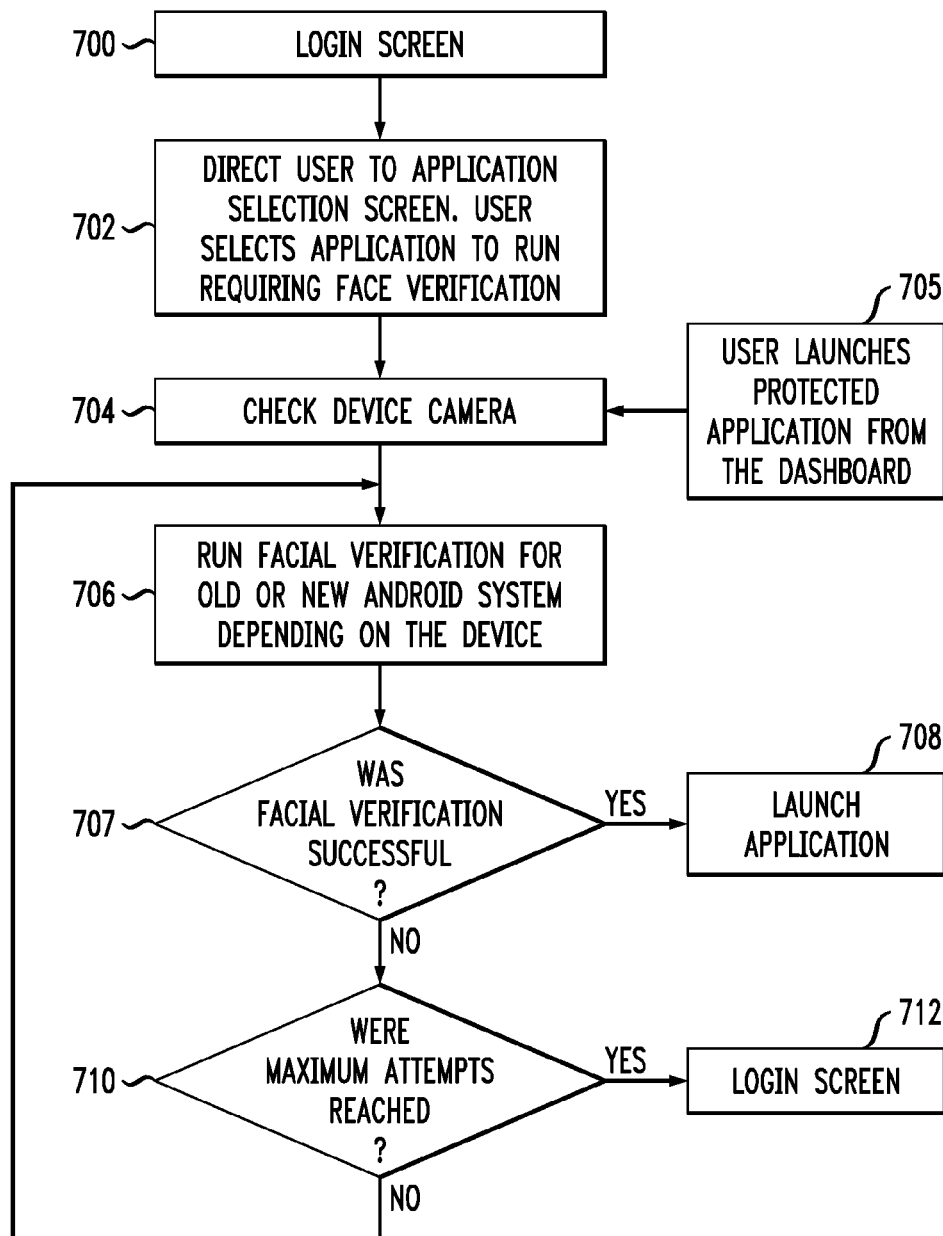 700
LOGIN SCREEN
702
DIRECT USER TO APPLICATION
SELECTION SCREEN. USER
SELECTS APPLICATION TO RUN
REQUIRING FACE VERIFICATION
705
USER LAUNCHES
PROTECTED
APPLICATION FROM
THE DASHBOARD
704
CHECK DEVICE CAMERA
706
RUN FACIAL VERIFICATION FOR
OLD OR NEW ANDROID SYSTEM
DEPENDING ON THE DEVICE
707
WAS
FACIAL VERIFICATION
SUCCESSFUL
?
YES
708
LAUNCH
APPLICATION
NO
710
WERE
MAXIMUM ATTEMPTS
REACHED
?
YES
712
LOGIN SCREEN
NO